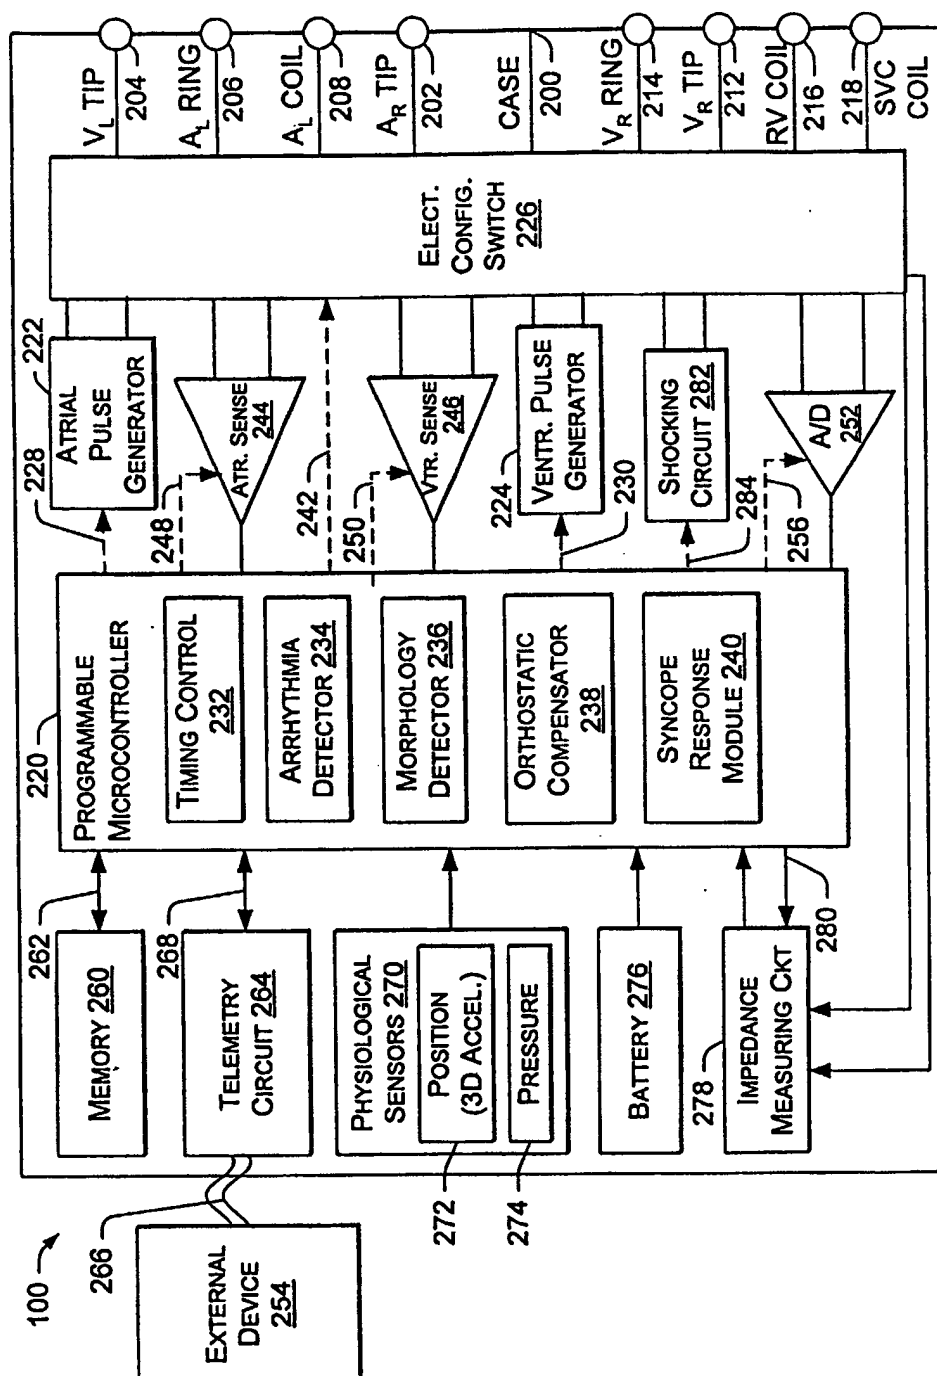 100
EXTERNAL
DEVICE
254
266
MEMORY 260
262
TELEMETRY
CIRCUIT 264
268
PHYSIOLOGICAL
SENSORS 270
POSITION
(3D ACCEL.)
272
PRESSURE
274
BATTERY 276
278
IMPEDANCE
MEASURING CKT
280
220
PROGRAMMABLE
MICROCONTROLLER
TIMING CONTROL
232
ARRHYTHMIA
DETECTOR 234
MORPHOLOGY
DETECTOR 236
ORTHOSTATIC
COMPENSATOR
238
SYNCOPE
RESPONSE
MODULE 240
222
228
ATRIAL
PULSE
GENERATOR
248
ATR. SENSE
244
242
250
VTR. SENSE
246
224
VENTR. PULSE
GENERATOR
230
SHOCKING
CIRCUIT 282
284
256
A/D
252
ELECT.
CONFIG.
SWITCH
226
VL TIP
204
AL RING
206
AL COIL
208
AR TIP
202
CASE
200
VR RING
214
VR TIP
212
RV COIL
216
218
SVC
COIL